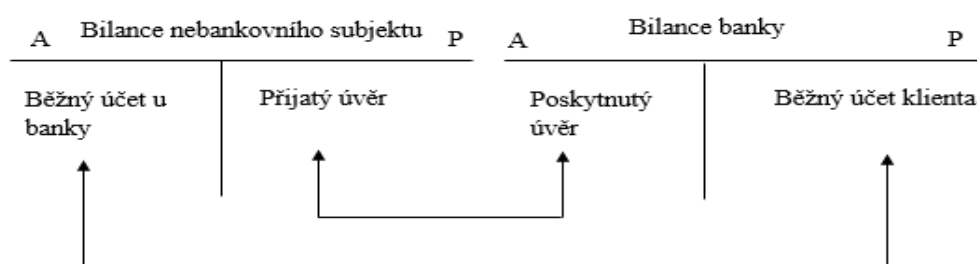 A Bilance nebankovního subjektu P
A Bilance banky P
Běžný účet u
banky
Přijatý úvěr
Poskytnutý
úvěr
Běžný účet klienta